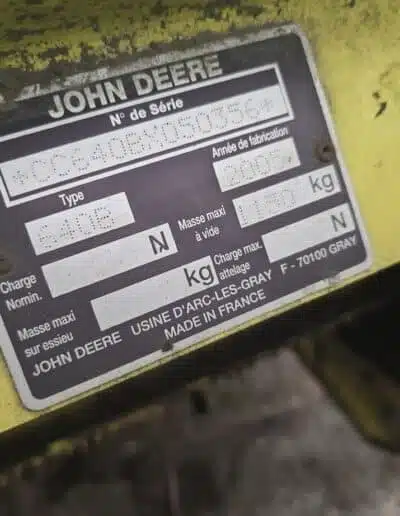 JOHN DEERE
N° de Série
+CC640BX050356+
Type
Année de fabrication
640B
2005
Masse maxi à vide
1180 kg
Charge Nomin.
N
Charge max. attelage
N
Masse maxi sur essieu
kg
JOHN DEERE USINE D'ARC-LES-GRAY F - 70100 GRAY
MADE IN FRANCE